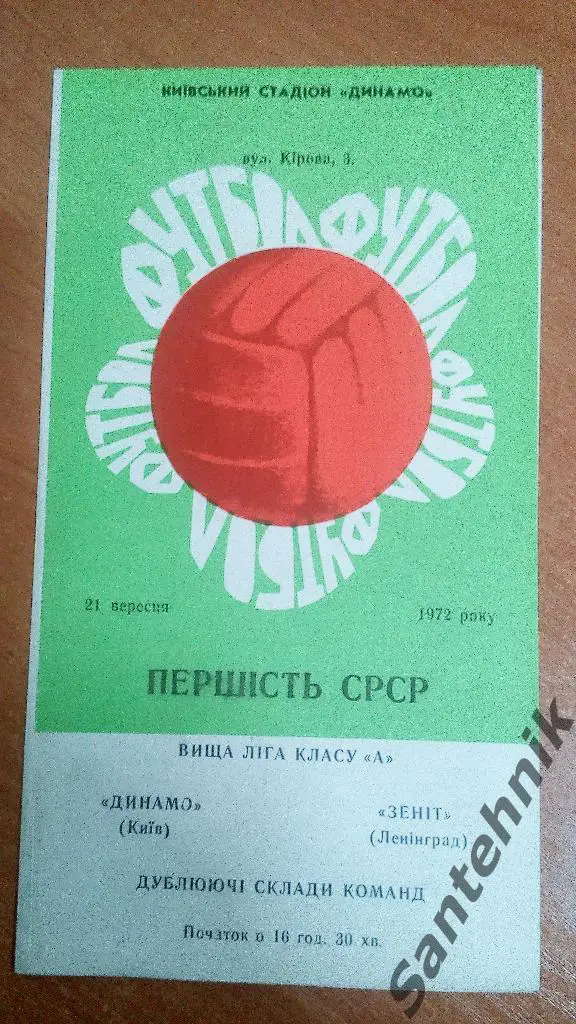 КИЇВСЬКИЙ СТАДІОН «ДИНАМО»
вул. Кірова, 3.
ФУТБОЛ ФУТБОЛ ФУТБОЛ ФУТБОЛ ФУТБОЛ
21 вересня 1972 року
ПЕРШІСТЬ СРСР
ВИЩА ЛІГА КЛАСУ «А»
«ДИНАМО» «ЗЕНІТ»
(Київ) (Ленінград)
ДУБЛЮЮЧІ СКЛАДИ КОМАНД
Початок о 16 год. 30 хв.
Santehnik